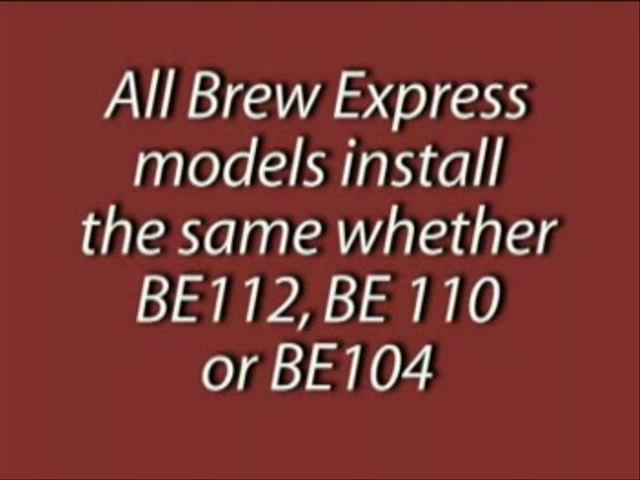 All Brew Express
models install
the same whether
BE112, BE 110
or BE104